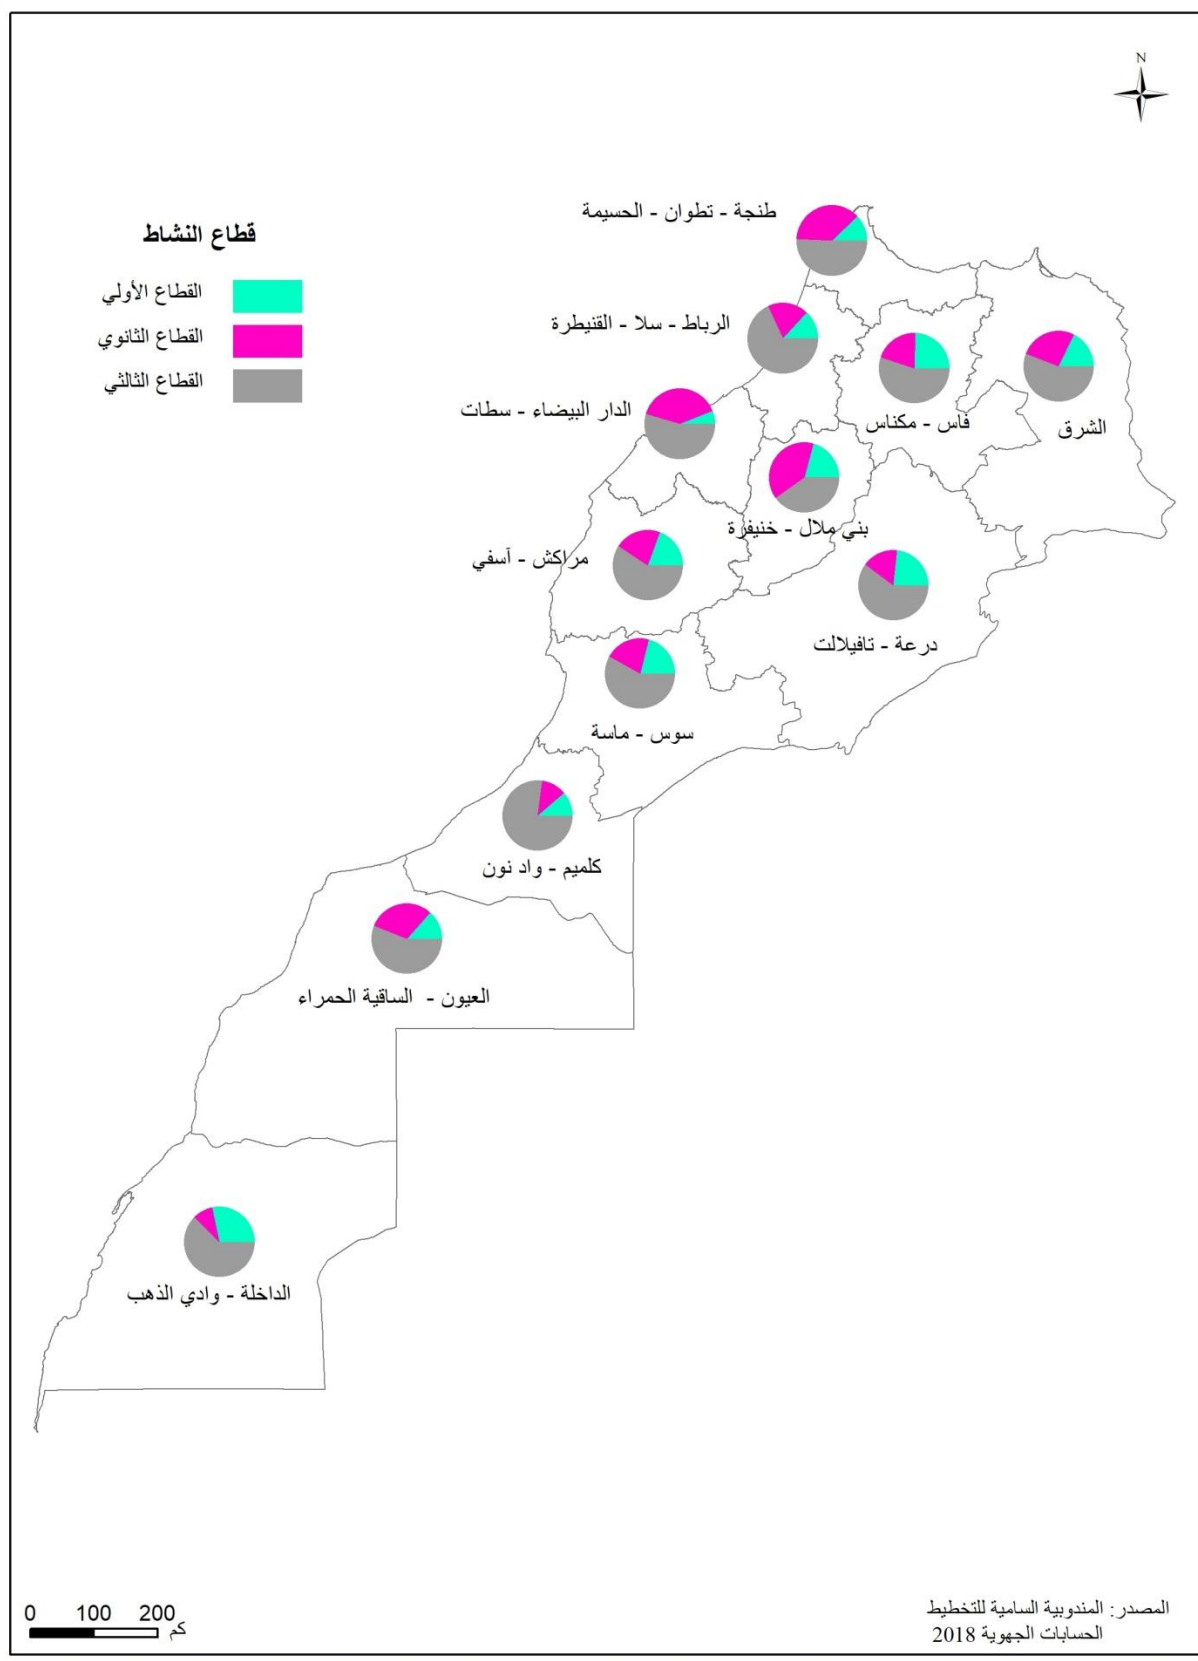 N
قطاع النشاط
القطاع الأولي
القطاع الثانوي
القطاع الثالثي
طنجة - تطوان - الحسيمة
الرباط - سلا - القنيطرة
الدار البيضاء - سطات
فاس - مكناس
الشرق
بني ملال - خنيفرة
مراكش - آسفي
درعة - تافيلالت
سوس - ماسة
كلميم - واد نون
العيون - الساقية الحمراء
الداخلة - وادي الذهب
0 100 200
كم
المصدر: المندوبية السامية للتخطيط
الحسابات الجهوية 2018